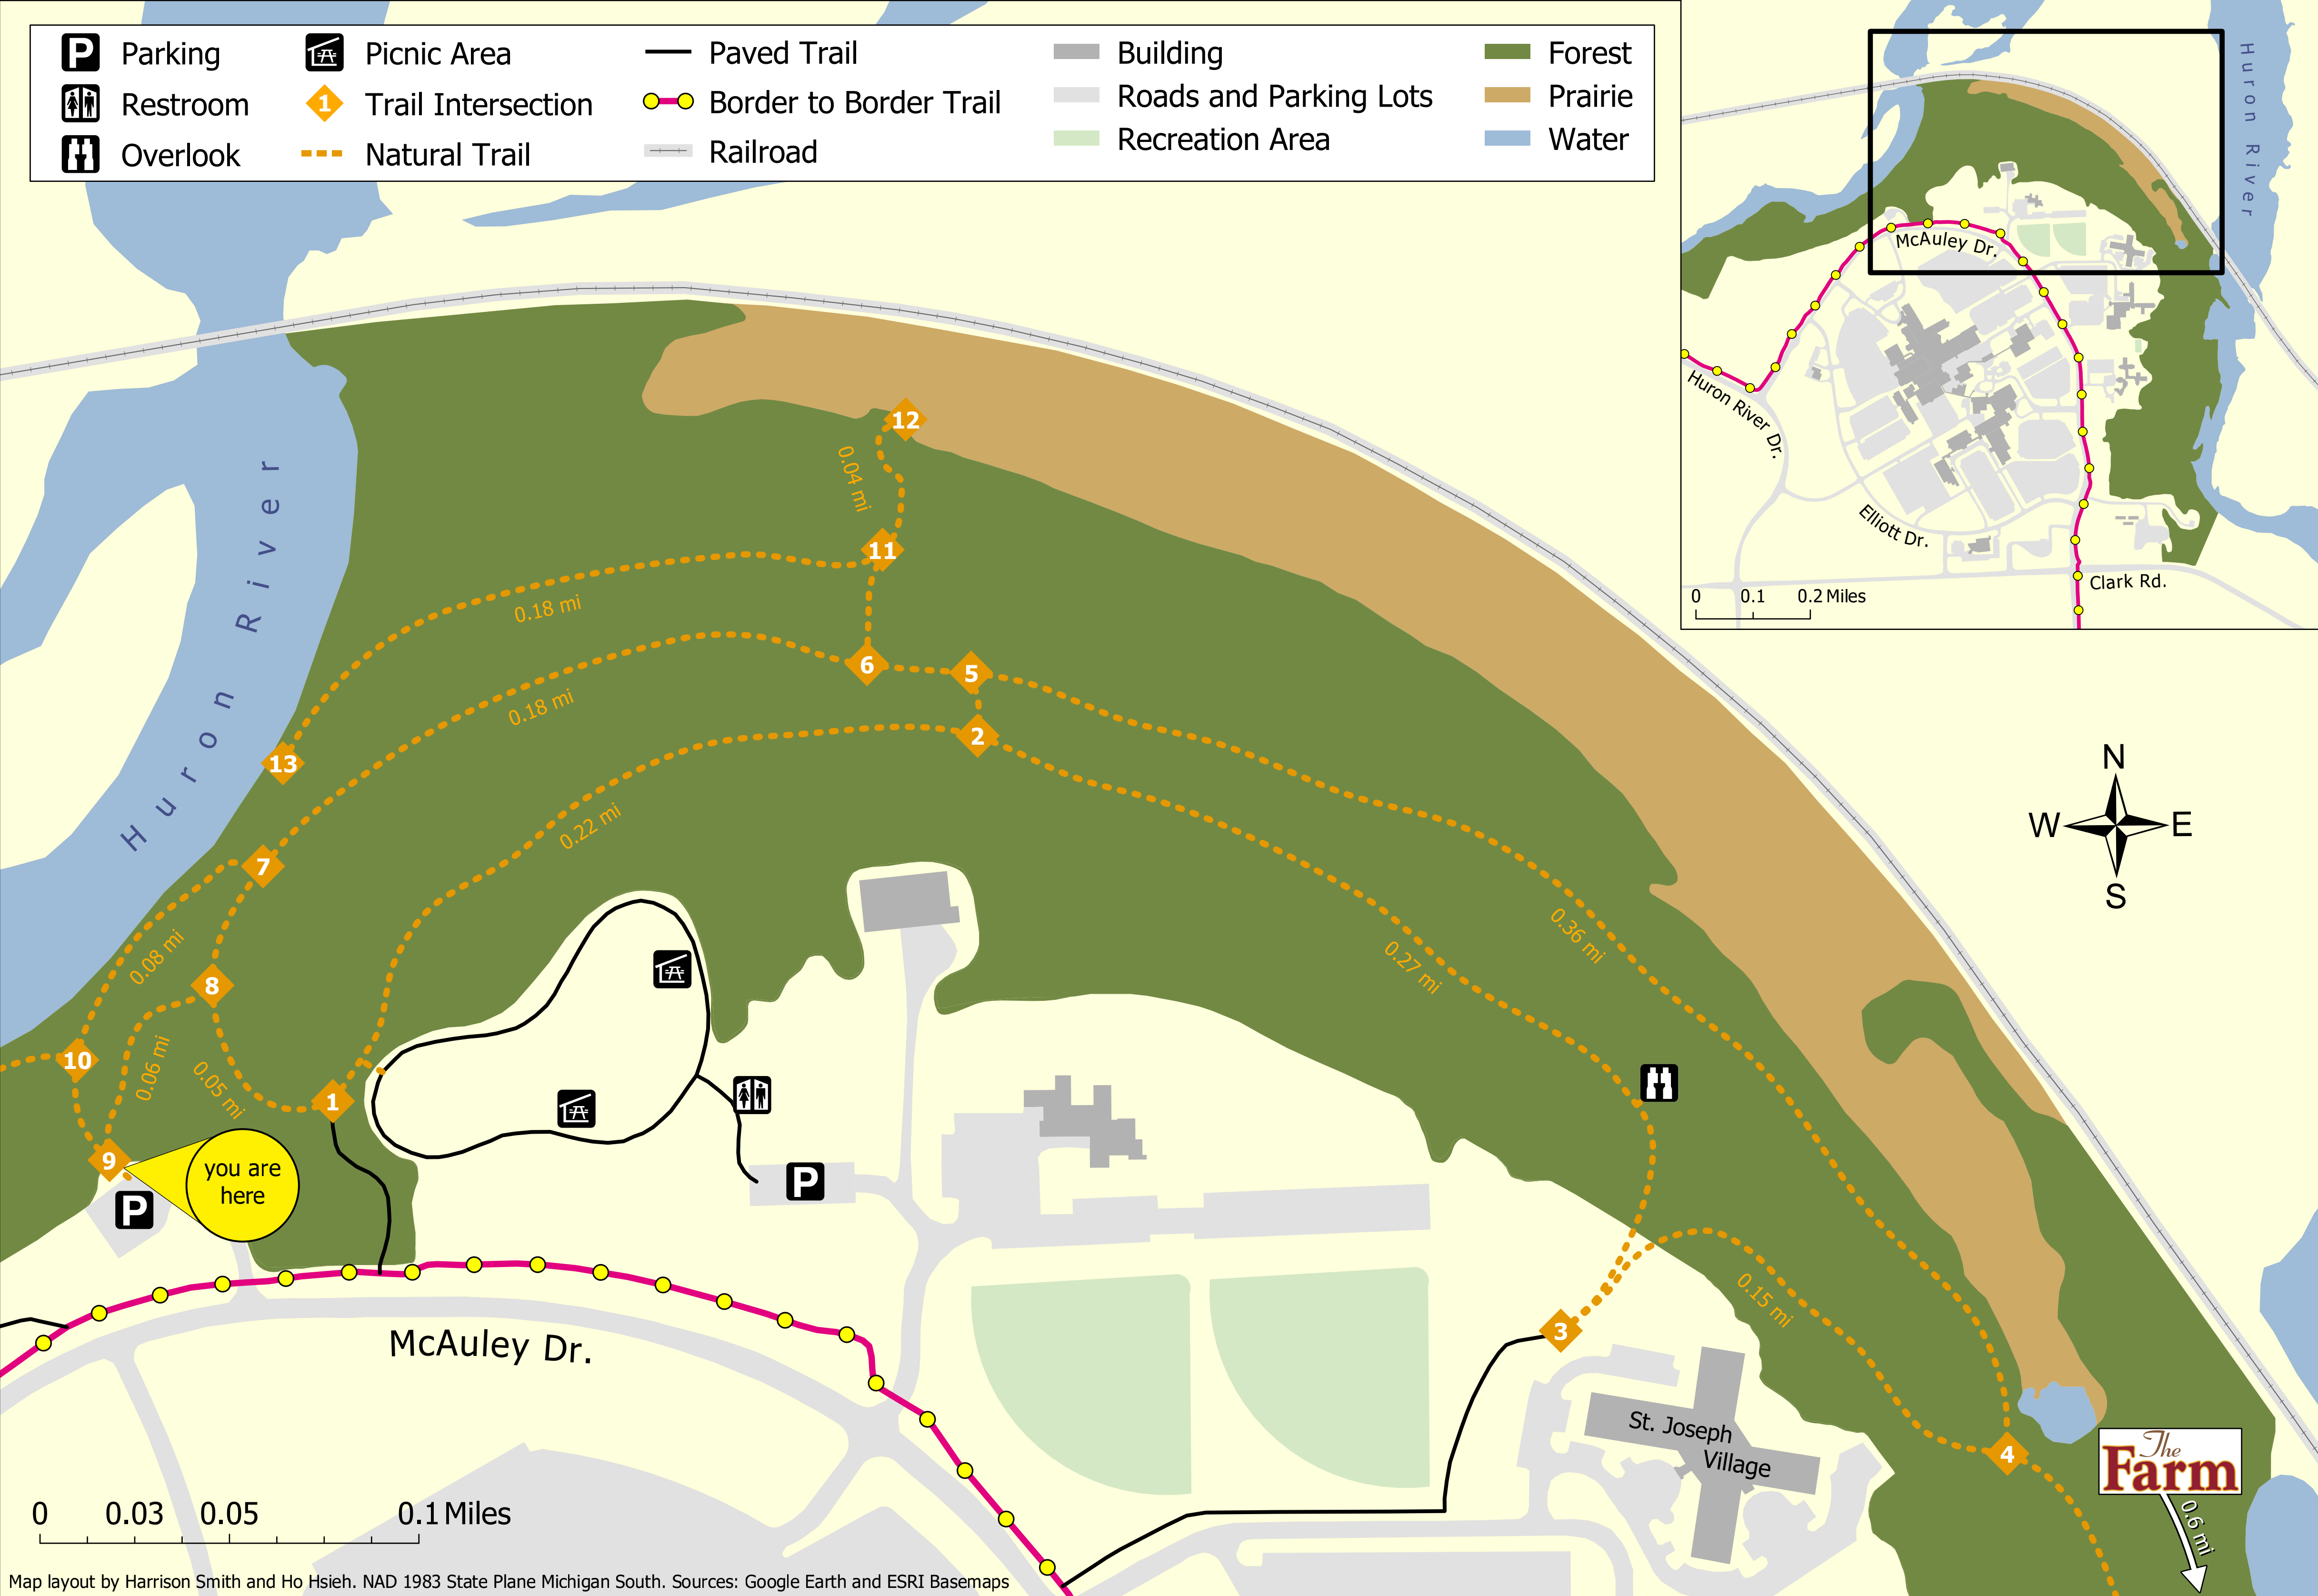 Parking
Restroom
Overlook
Picnic Area
1 Trail Intersection
Natural Trail
Paved Trail
Border to Border Trail
Railroad
Building
Roads and Parking Lots
Recreation Area
Forest
Prairie
Water
P
Huron River
McAuley Dr.
Huron River Dr.
Elliott Dr.
Clark Rd.
0 0.1 0.2 Miles
Huron River
12
0.04 mi
11
0.18 mi
6
5
0.18 mi
2
13
0.22 mi
7
0.08 mi
8
10
0.06 mi
0.05 mi
1
9
you are
here
P
P
0.36 mi
0.27 mi
0.15 mi
3
4
N
W E
S
St. Joseph
Village
The
Farm
0.6 mi
McAuley Dr.
0 0.03 0.05 0.1 Miles
Map layout by Harrison Smith and Ho Hsieh. NAD 1983 State Plane Michigan South. Sources: Google Earth and ESRI Basemaps